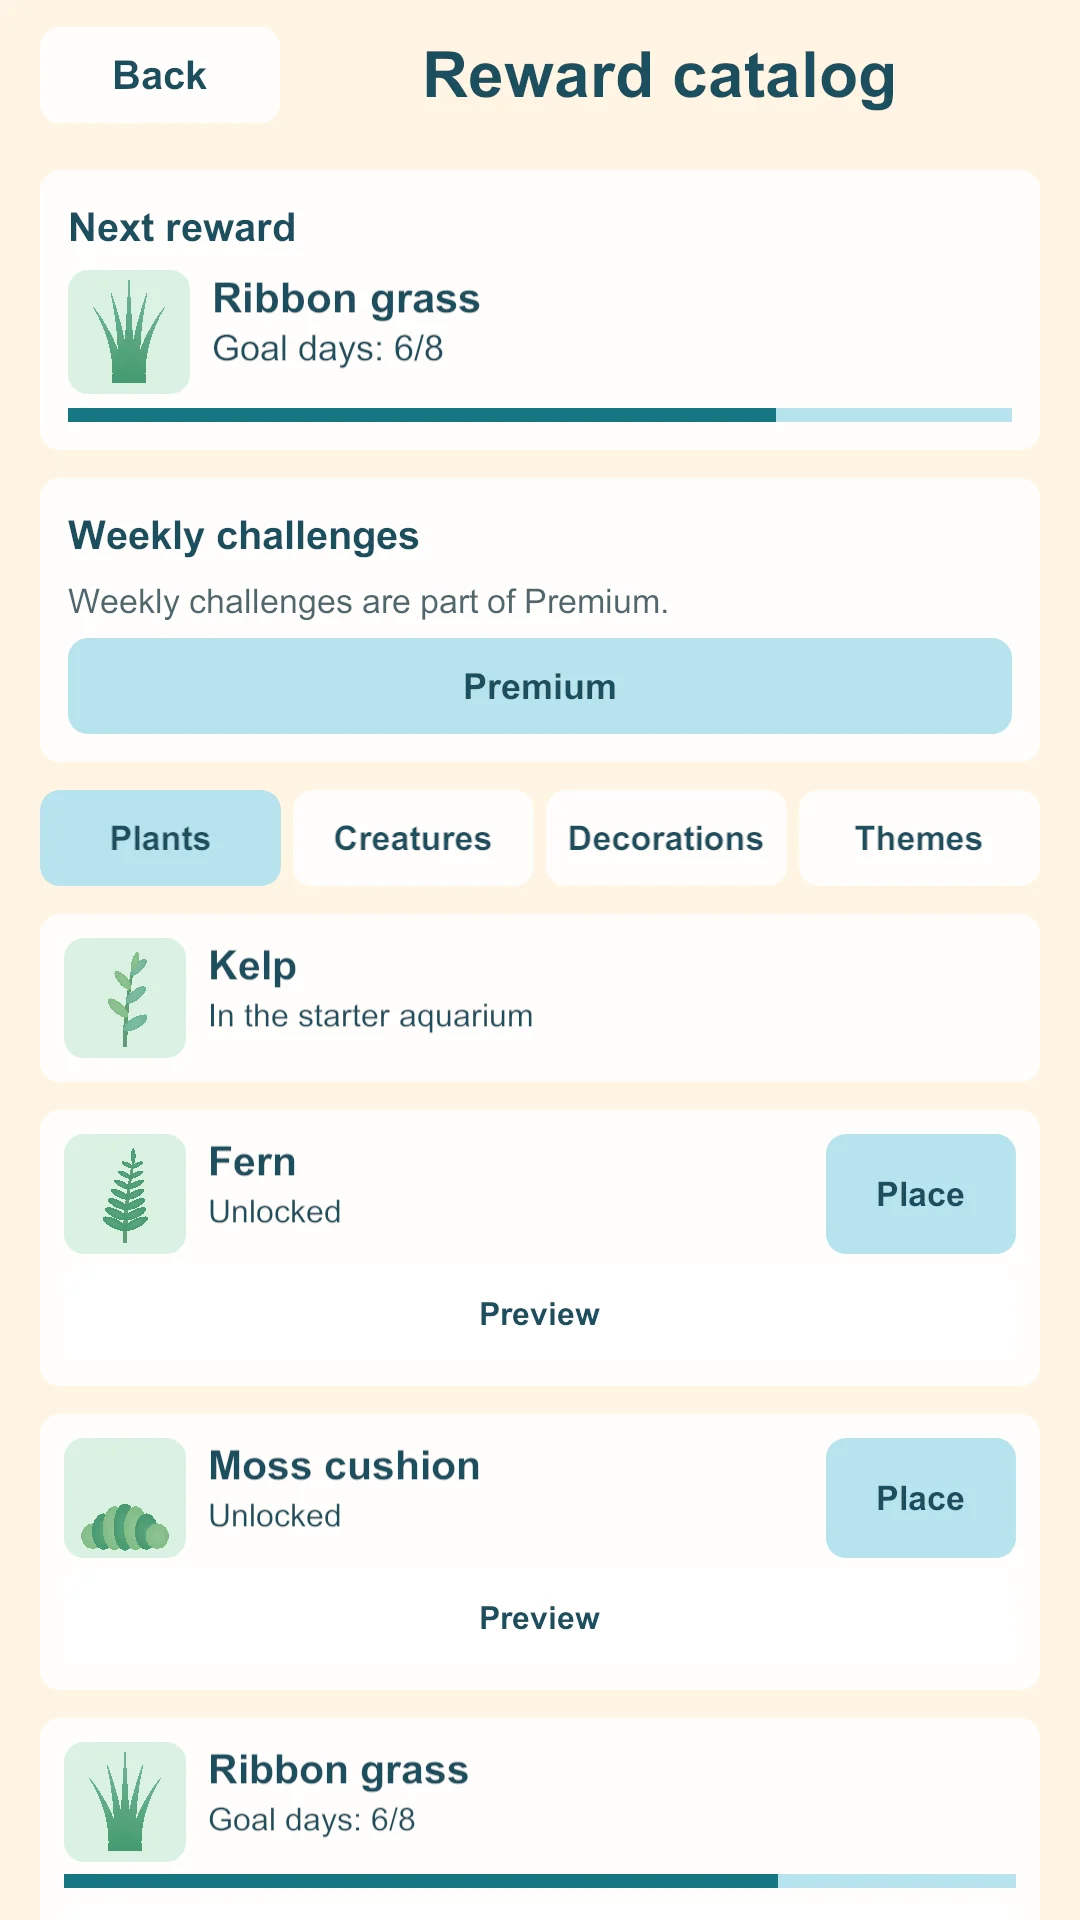 Back
Reward catalog
Next reward
Ribbon grass
Goal days: 6/8
Weekly challenges
Weekly challenges are part of Premium.
Premium
Plants
Creatures
Decorations
Themes
Kelp
In the starter aquarium
Fern
Unlocked
Place
Preview
Moss cushion
Unlocked
Place
Preview
Ribbon grass
Goal days: 6/8